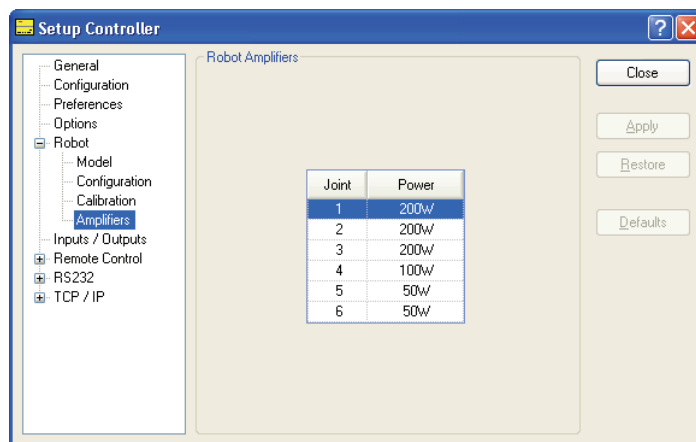 Setup Controller
General
Configuration
Preferences
Options
Robot
Model
Configuration
Calibration
Amplifiers
Inputs / Outputs
Remote Control
RS232
TCP / IP
Robot Amplifiers
Joint Power
1 200W
2 200W
3 200W
4 100W
5 50W
6 50W
Close
Apply
Restore
Defaults